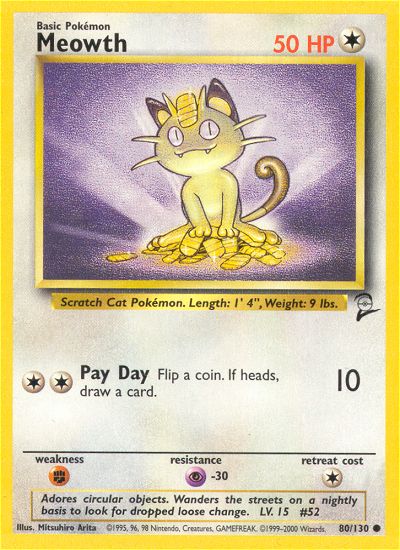 Basic Pokémon
Meowth 50 HP
Scratch Cat Pokémon. Length: 1' 4", Weight: 9 lbs.
Pay Day Flip a coin. If heads, 10
draw a card.
weakness resistance retreat cost
-30
Adores circular objects. Wanders the streets on a nightly
basis to look for dropped loose change. LV. 15 #52
Illus. Mitsuhiro Arita ©1995, 96, 98 Nintendo, Creatures, GAMEFREAK. ©1999-2000 Wizards. 80/130